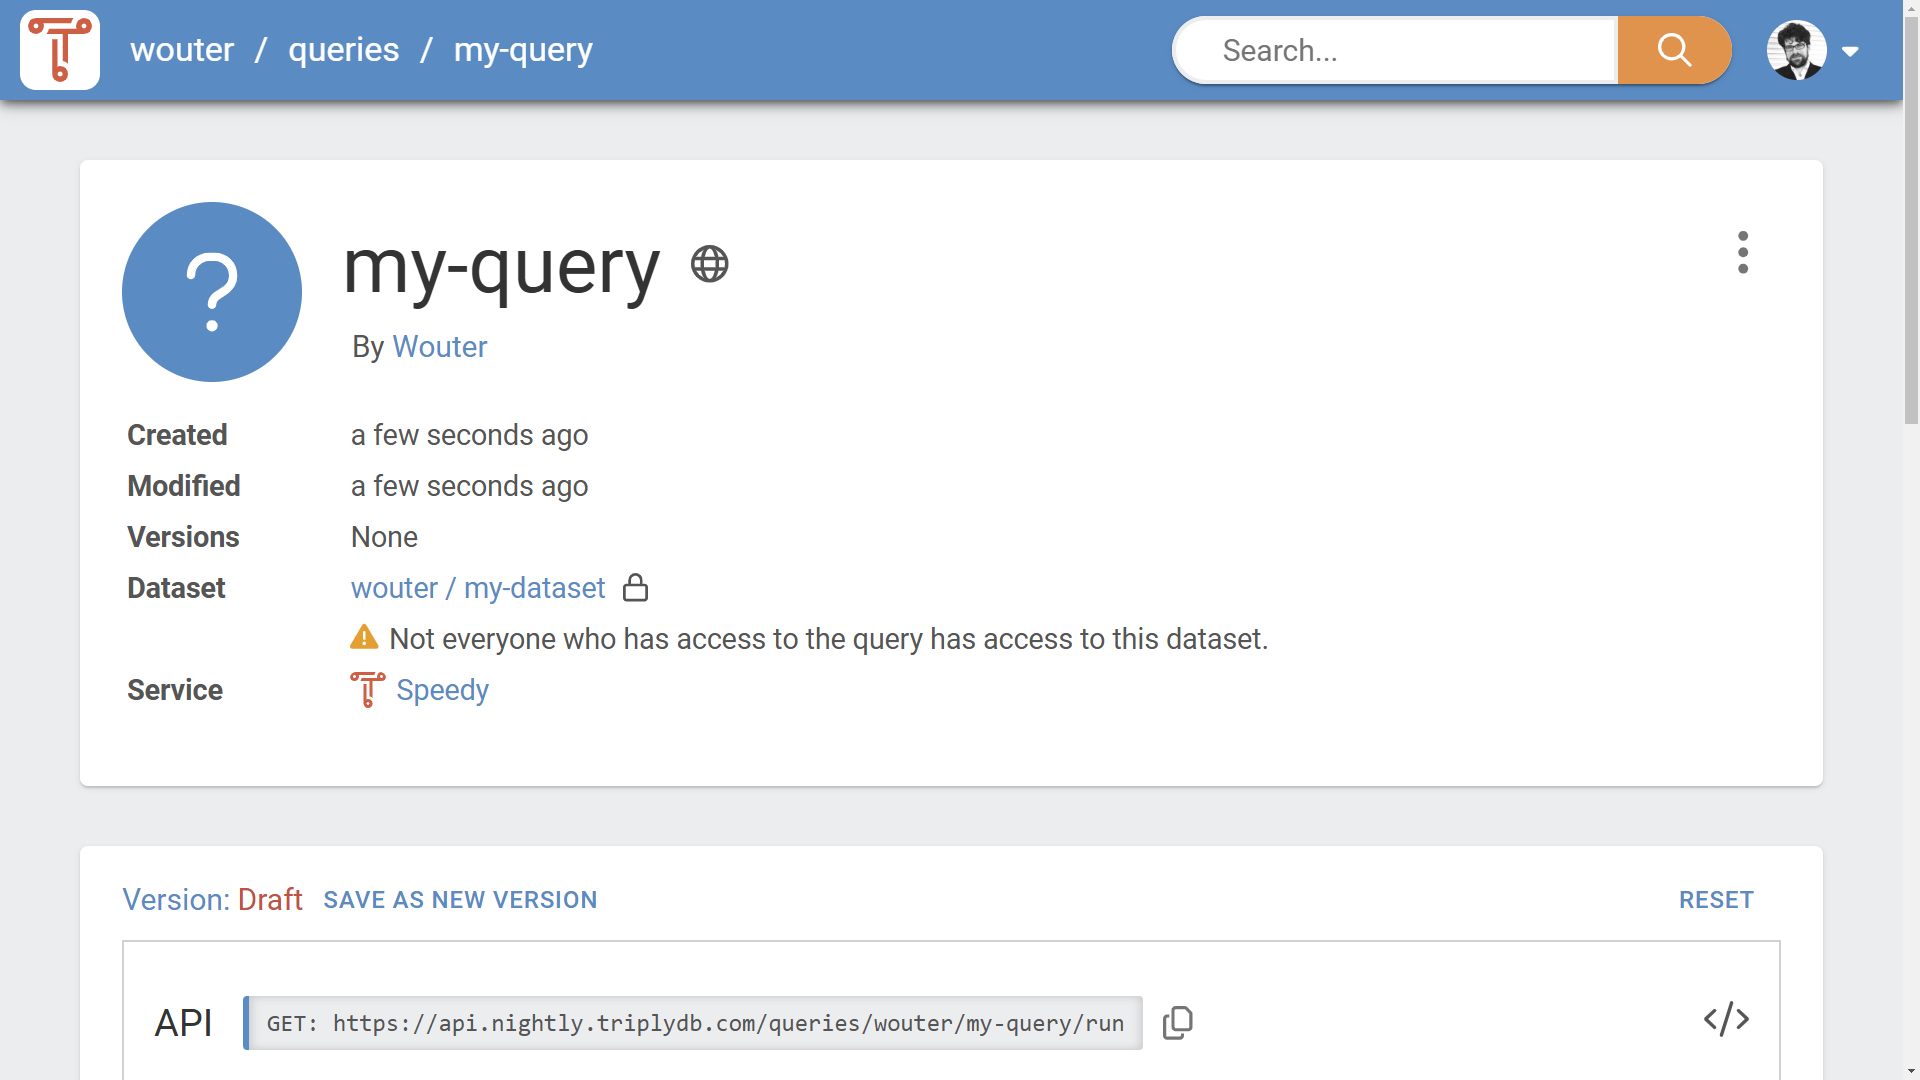 wouter / queries / my-query
Search...
my-query
By Wouter
Created a few seconds ago
Modified a few seconds ago
Versions None
Dataset wouter / my-dataset
Not everyone who has access to the query has access to this dataset.
Service Speedy
Version: Draft SAVE AS NEW VERSION RESET
API GET: https://api.nightly.triplydb.com/queries/wouter/my-query/run